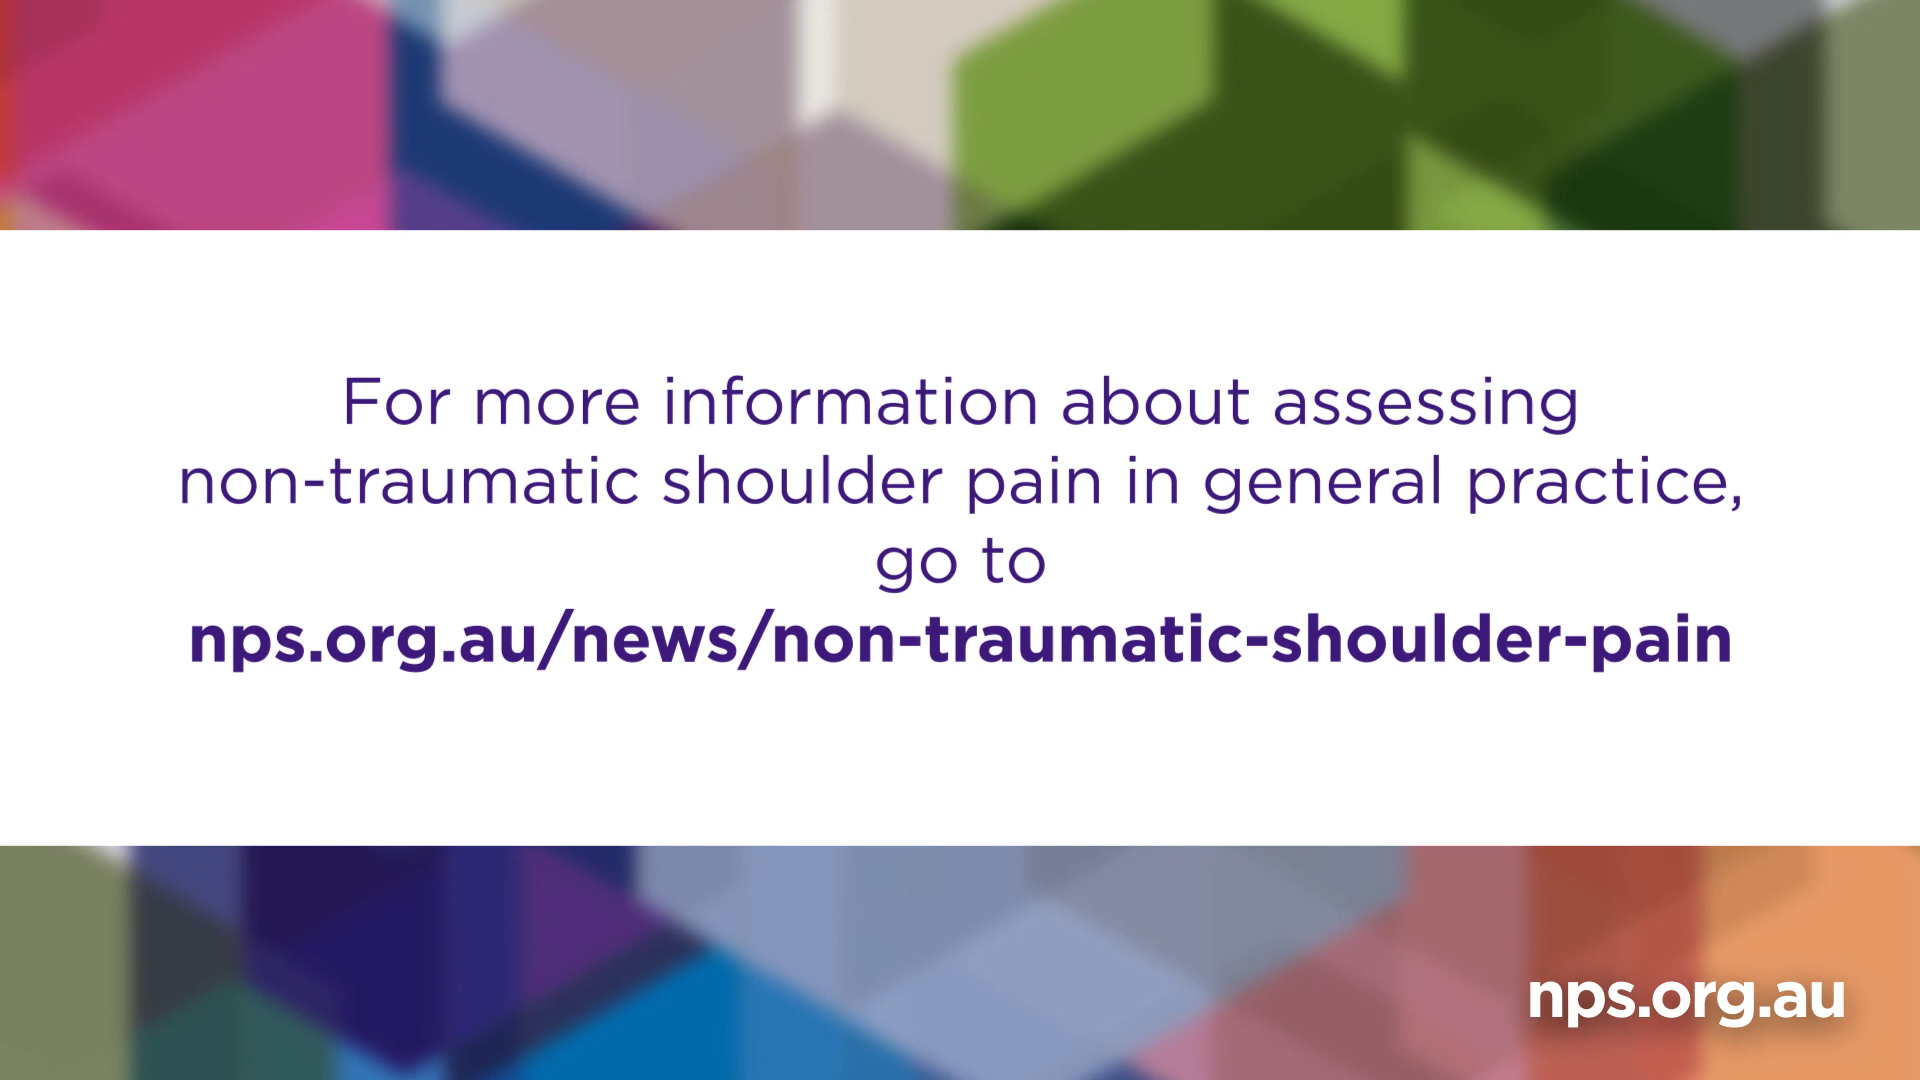 For more information about assessing
non-traumatic shoulder pain in general practice,
go to
nps.org.au/news/non-traumatic-shoulder-pain
nps.org.au